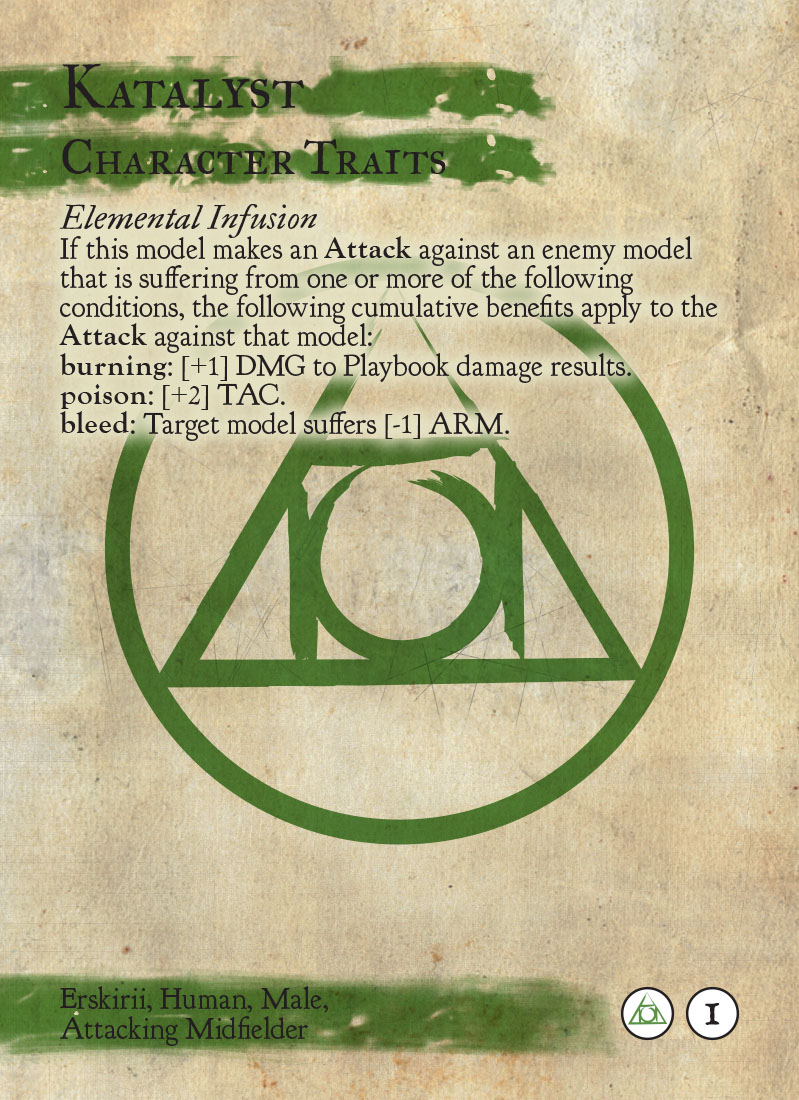 Katalyst
Character Traits
Elemental Infusion
If this model makes an Attack against an enemy model
that is suffering from one or more of the following
conditions, the following cumulative benefits apply to the
Attack against that model:
burning: [+1] DMG to Playbook damage results.
poison: [+2] TAC.
bleed: Target model suffers [-1] ARM.
Erskirii, Human, Male,
Attacking Midfielder
1